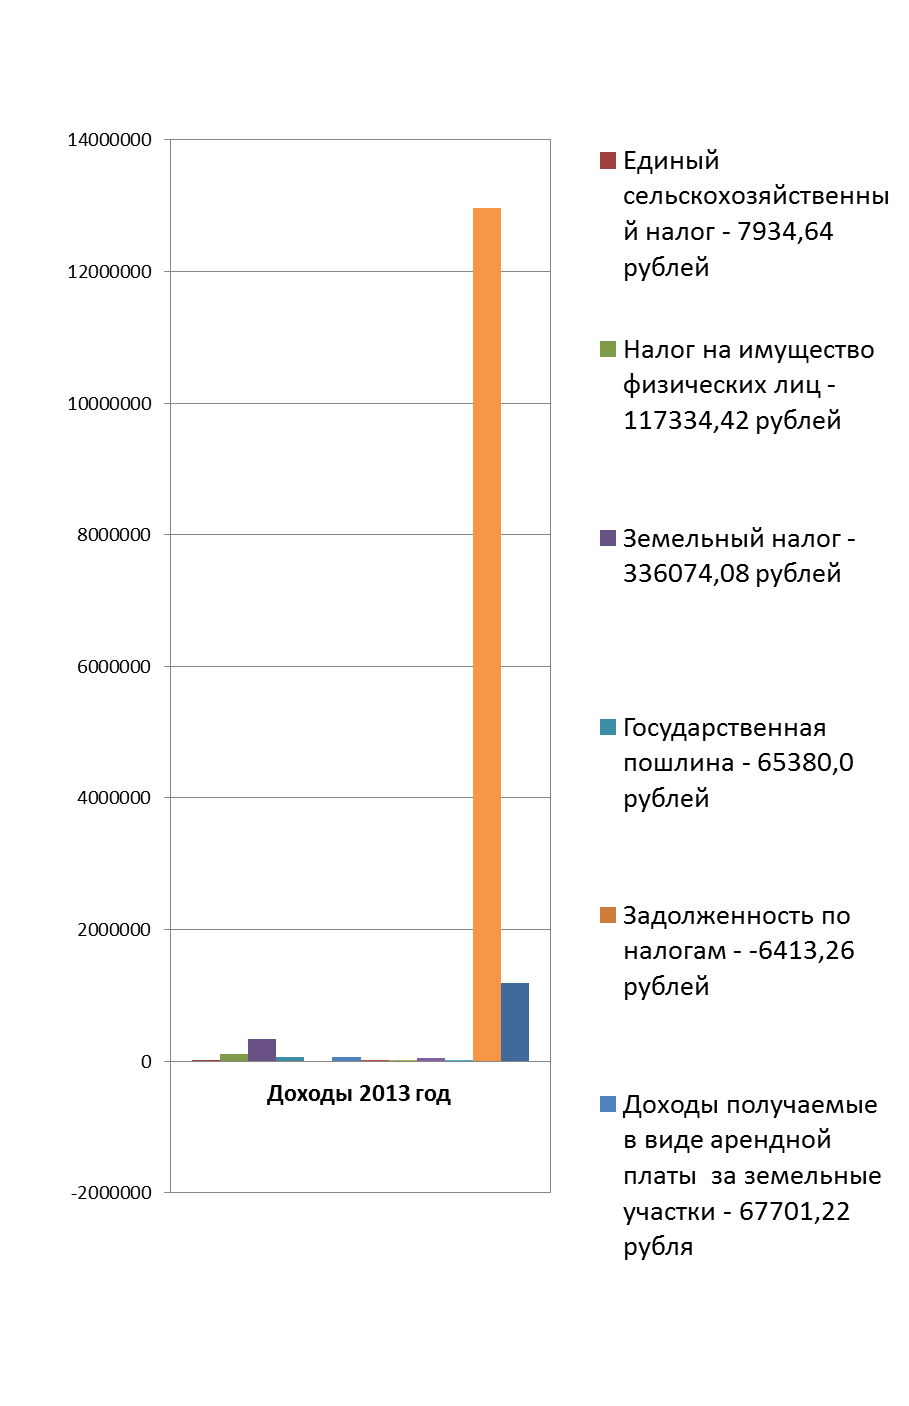 14000000
12000000
10000000
8000000
6000000
4000000
2000000
0
-2000000
Доходы 2013 год
Единый
сельскохозяйственны
й налог - 7934,64
рублей
Налог на имущество
физических лиц -
117334,42 рублей
Земельный налог -
336074,08 рублей
Государственная
пошлина - 65380,0
рублей
Задолженность по
налогам - -6413,26
рублей
Доходы получаемые
в виде арендной
платы  за земельные
участки - 67701,22
рубля